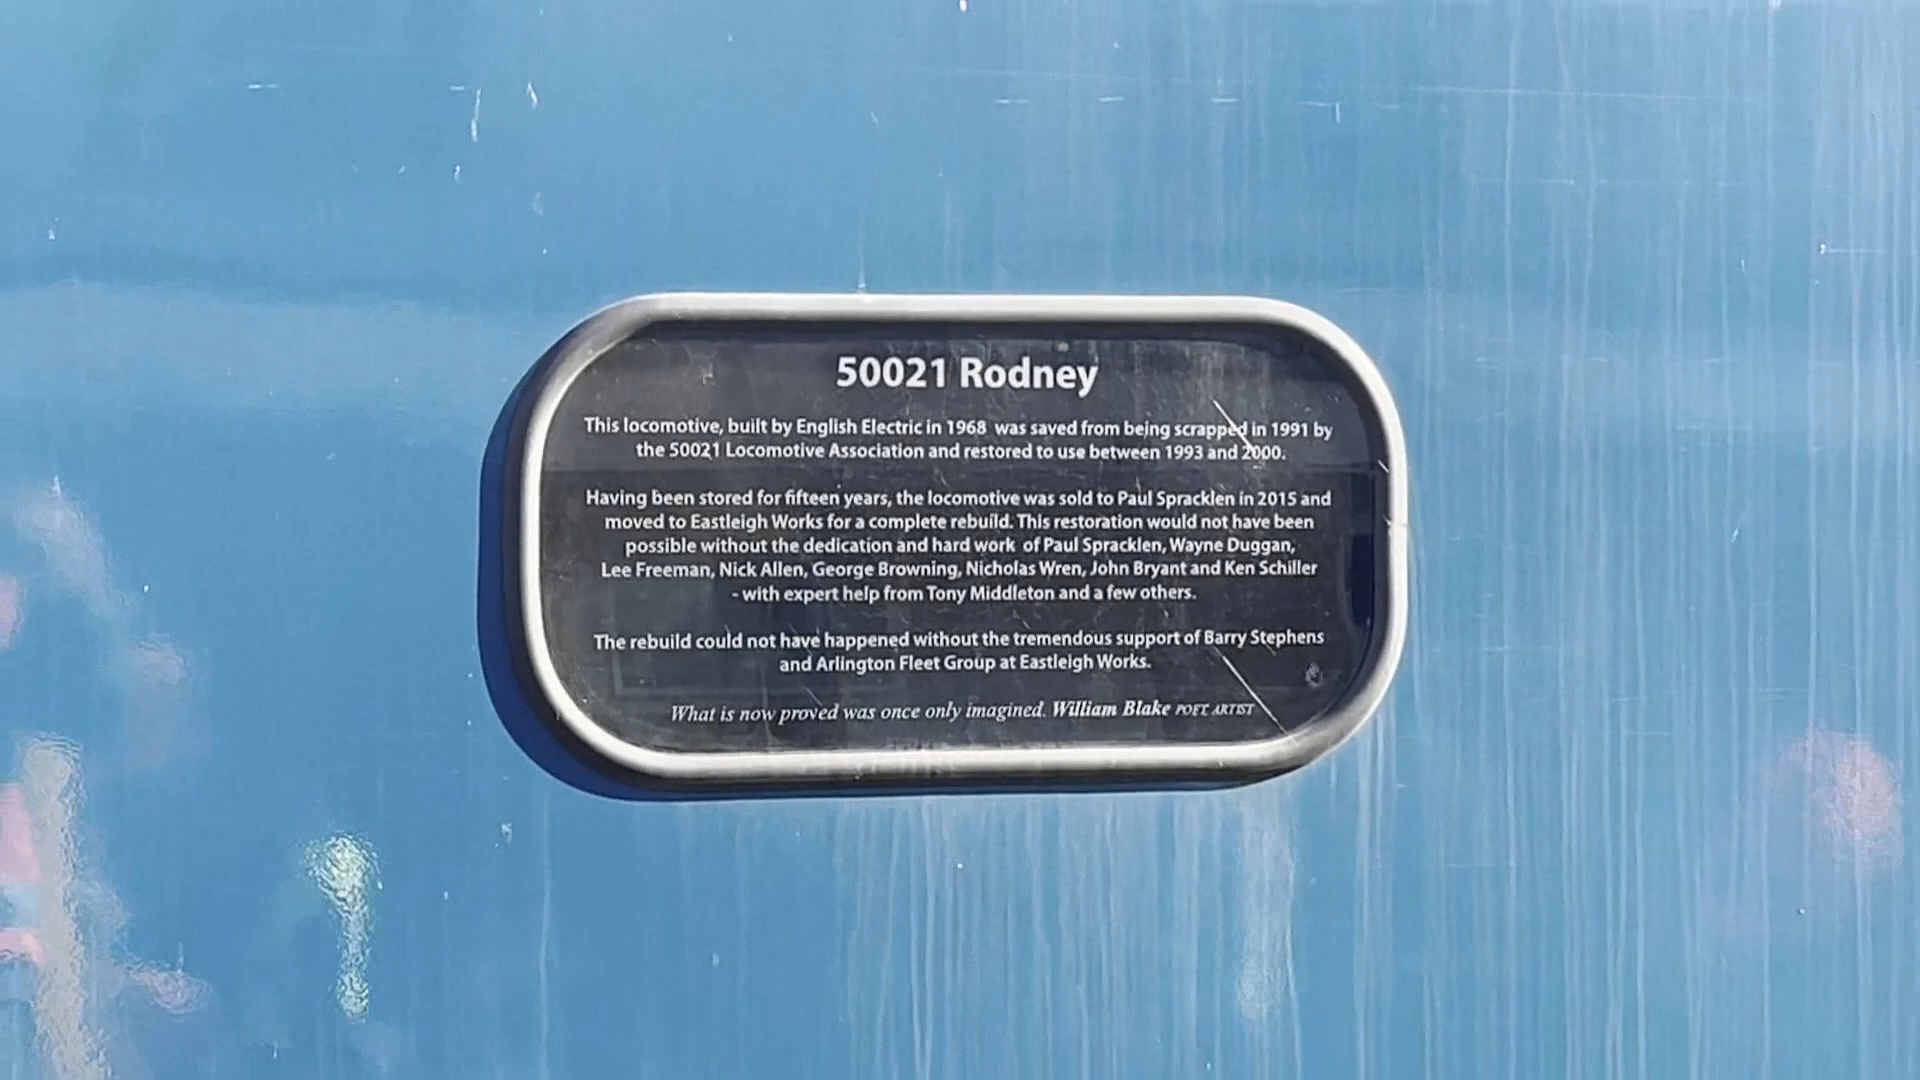 50021 Rodney
This locomotive, built by English Electric in 1968 was saved from being scrapped in 1991 by
the 50021 Locomotive Association and restored to use between 1993 and 2000.
Having been stored for fifteen years, the locomotive was sold to Paul Spracklen in 2015 and
moved to Eastleigh Works for a complete rebuild. This restoration would not have been
possible without the dedication and hard work of Paul Spracklen, Wayne Duggan,
Lee Freeman, Nick Allen, George Browning, Nicholas Wren, John Bryant and Ken Schiller
- with expert help from Tony Middleton and a few others.
The rebuild could not have happened without the tremendous support of Barry Stephens
and Arlington Fleet Group at Eastleigh Works.
What is now proved was once only imagined. William Blake POET ARTIST